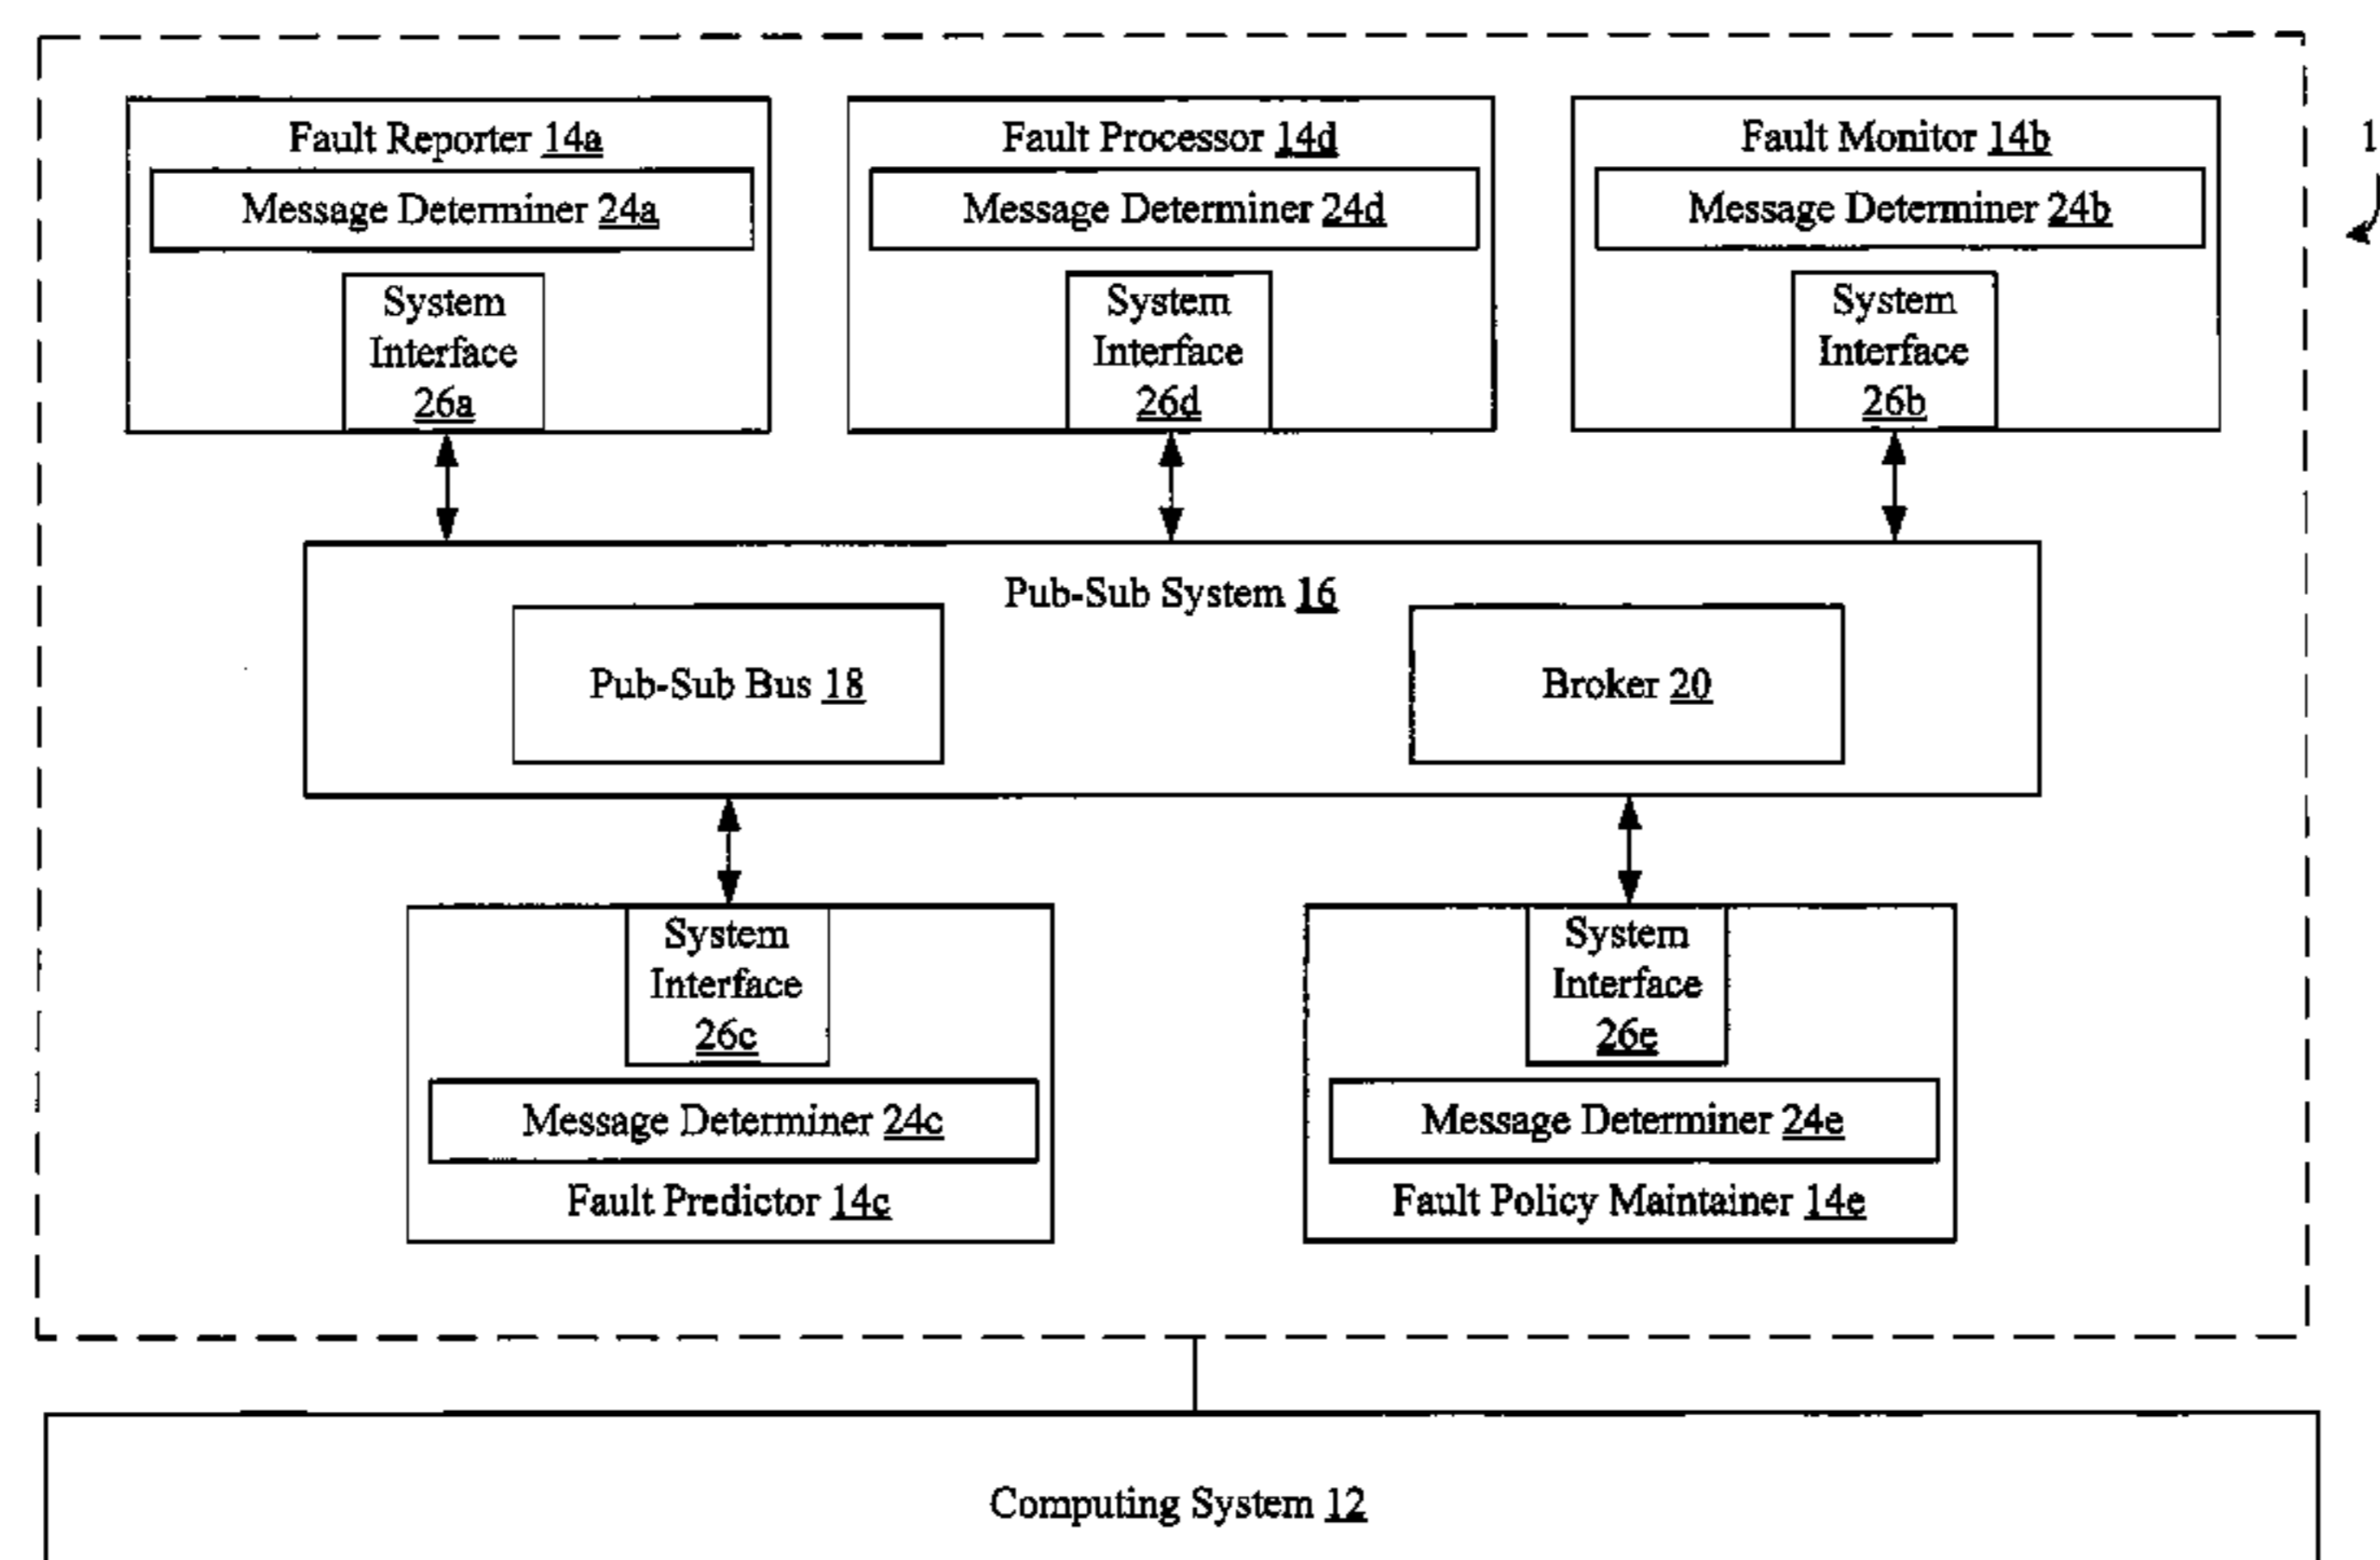 Fault Reporter 14a
Message Determiner 24a
System
Interface
26a
Fault Processor 14d
Message Determiner 24d
System
Interface
26d
Fault Monitor 14b
Message Determiner 24b
System
Interface
26b
Pub-Sub System 16
Pub-Sub Bus 18
Broker 20
System
Interface
26c
Message Determiner 24c
Fault Predictor 14c
System
Interface
26e
Message Determiner 24e
Fault Policy Maintainer 14e
Computing System 12